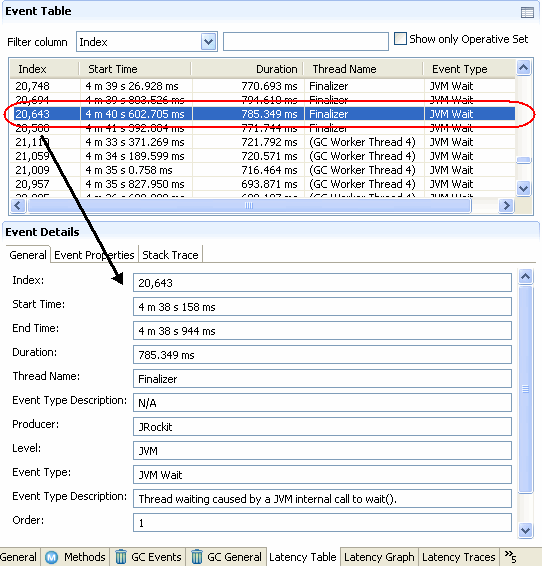 Event Table
Filter column Index Show only Operative Set
Index Start Time Duration Thread Name Event Type
20,748 4 m 39 s 26.928 ms 770.693 ms Finalizer JVM Wait
20,694 4 m 39 s 803.526 ms 794.610 ms Finalizer JVM Wait
20,643 4 m 40 s 602.705 ms 785.349 ms Finalizer JVM Wait
4 m 41 s 771.744 ms Finalizer JVM Wait
4 m 33 s 371.269 ms 721.792 ms (GC Worker Thread 4) JVM Wait
21,059 4 m 34 s 189.599 ms 720.571 ms (GC Worker Thread 4) JVM Wait
21,009 4 m 35 s 0.758 ms 716.464 ms (GC Worker Thread 4) JVM Wait
20,957 4 m 35 s 827.950 ms 693.871 ms (GC Worker Thread 4) JVM Wait
(GC Worker Thread 4) JVM Wait
Event Details
General Event Properties Stack Trace
Index: 20,643
Start Time: 4 m 38 s 158 ms
End Time: 4 m 38 s 944 ms
Duration: 785.349 ms
Thread Name: Finalizer
Event Type Description: N/A
Producer: JRockit
Level: JVM
Event Type: JVM Wait
Event Type Description: Thread waiting caused by a JVM internal call to wait().
Order: 1
General M Methods GC Events GC General Latency Table Latency Graph Latency Traces »5